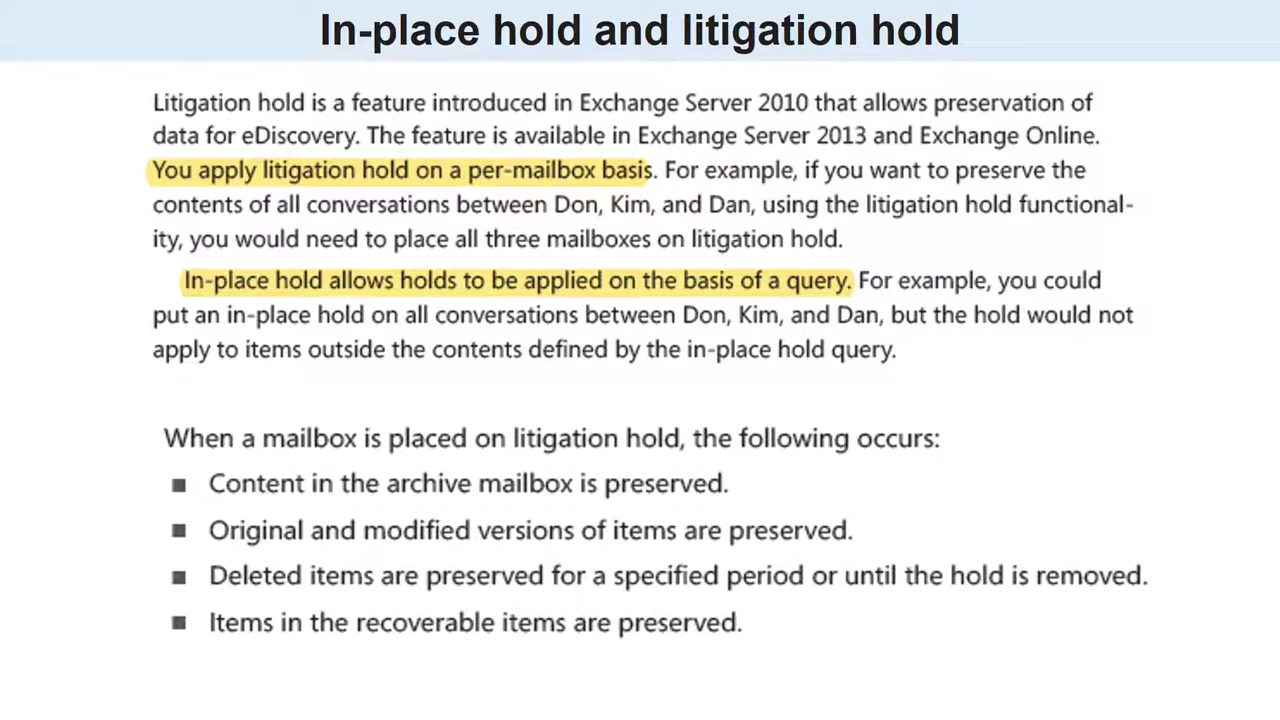 In-place hold and litigation hold
Litigation hold is a feature introduced in Exchange Server 2010 that allows preservation of
data for eDiscovery. The feature is available in Exchange Server 2013 and Exchange Online.
You apply litigation hold on a per-mailbox basis. For example, if you want to preserve the
contents of all conversations between Don, Kim, and Dan, using the litigation hold functional-
ity, you would need to place all three mailboxes on litigation hold.
In-place hold allows holds to be applied on the basis of a query. For example, you could
put an in-place hold on all conversations between Don, Kim, and Dan, but the hold would not
apply to items outside the contents defined by the in-place hold query.
When a mailbox is placed on litigation hold, the following occurs:
■ Content in the archive mailbox is preserved.
■ Original and modified versions of items are preserved.
■ Deleted items are preserved for a specified period or until the hold is removed.
■ Items in the recoverable items are preserved.